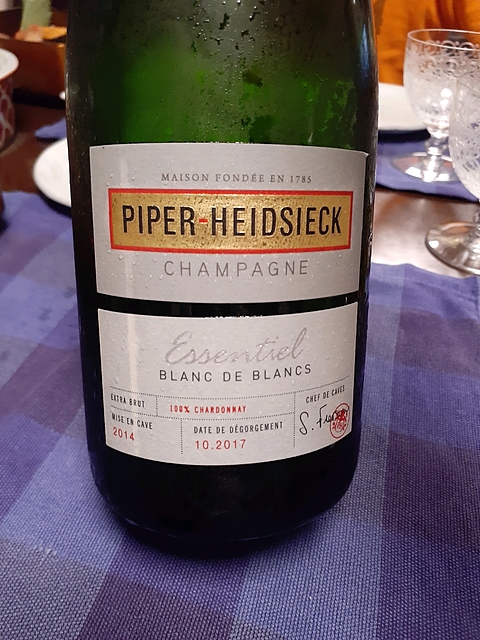 MAISON FONDÉE EN 1785
PIPER-HEIDSIECK
CHAMPAGNE
Essentiel
BLANC DE BLANCS
EXTRA BRUT
100% CHARDONNAY
CHEF DE CAVES
MISE EN CAVE
2014
DATE DE DÉGORGEMENT
10.2017